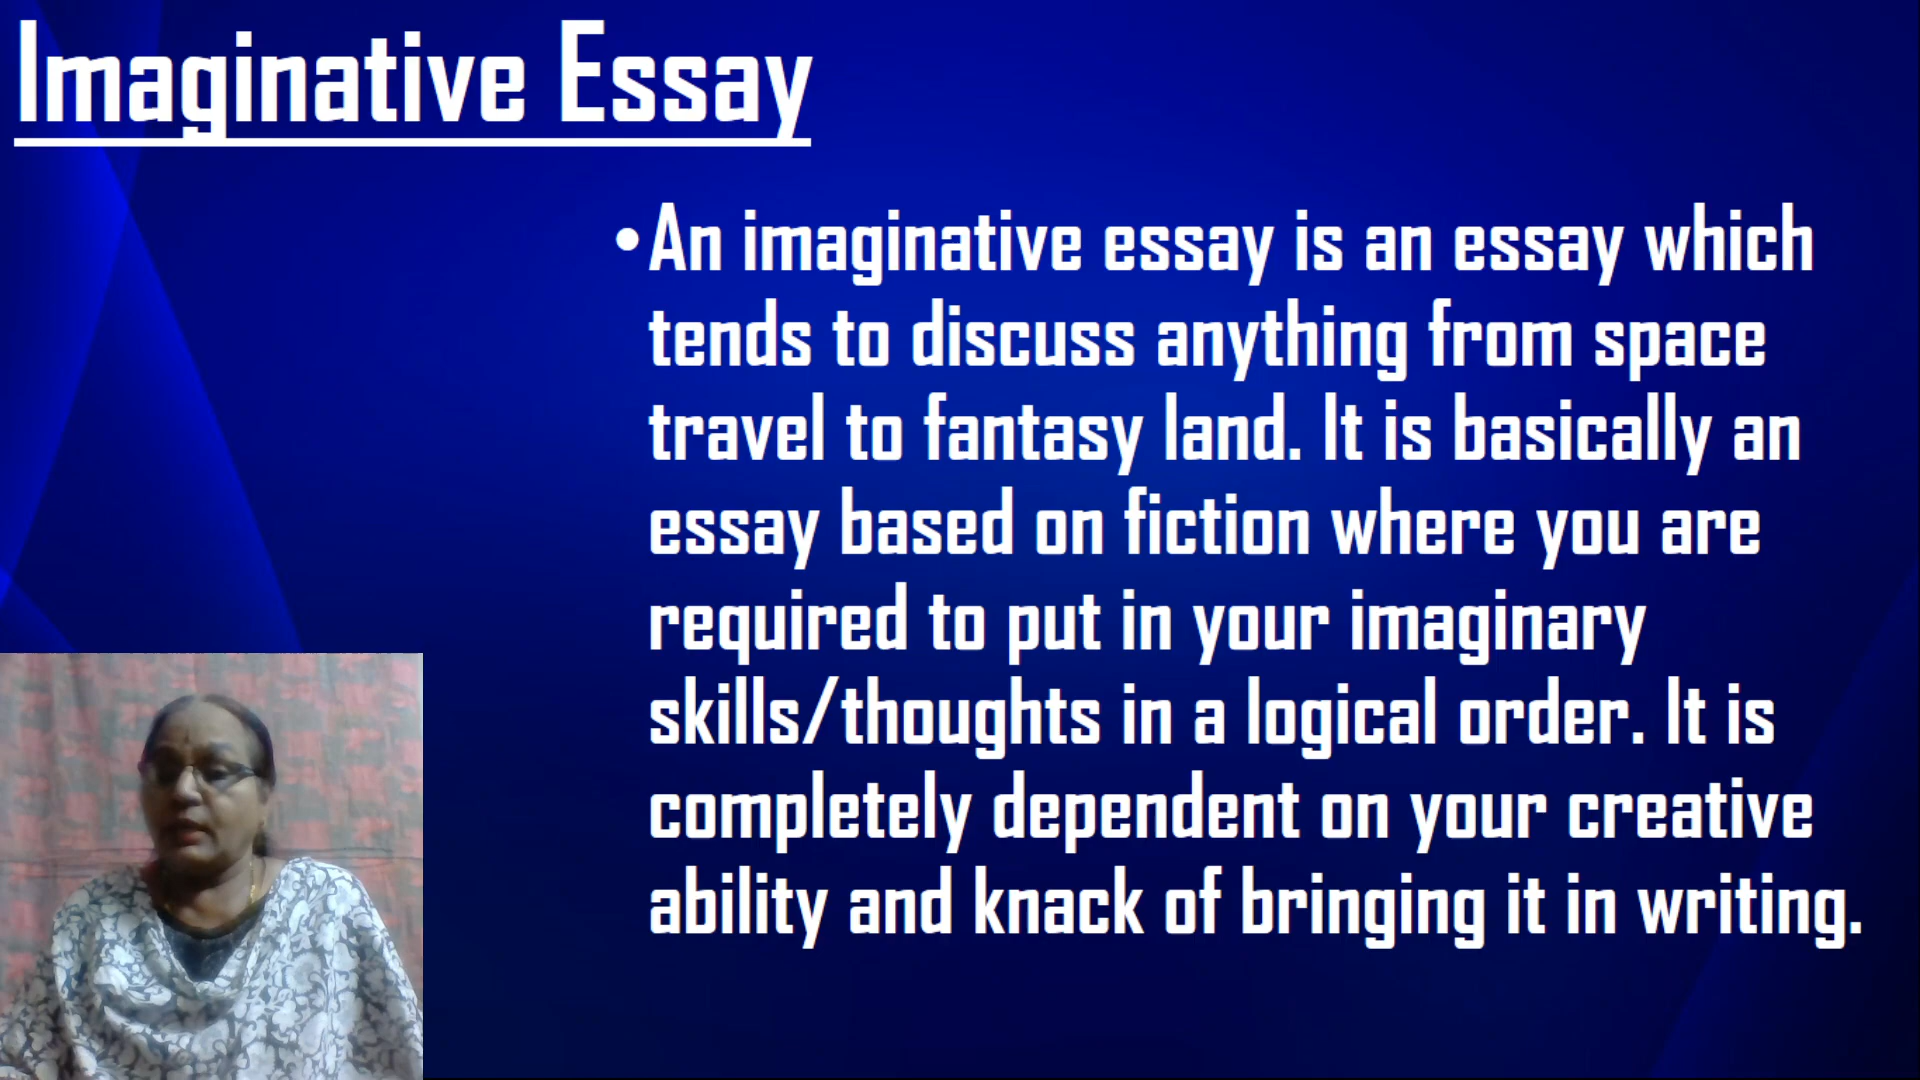 Imaginative Essay
•An imaginative essay is an essay which
tends to discuss anything from space
travel to fantasy land. It is basically an
essay based on fiction where you are
required to put in your imaginary
skills/thoughts in a logical order. It is
completely dependent on your creative
ability and knack of bringing it in writing.